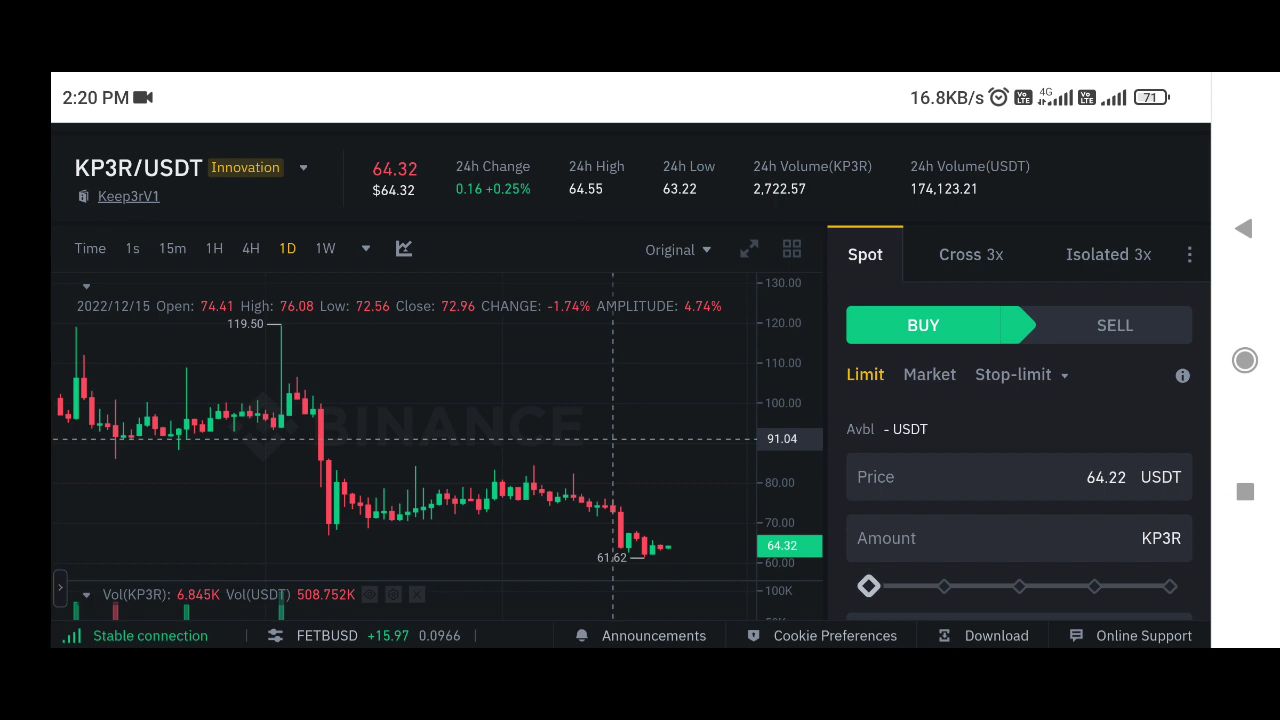 2:20 PM 16.8KB/s Vo LTE 4G Vo LTE 71
KP3R/USDT Innovation 64.32 24h Change 24h High 24h Low 24h Volume(KP3R) 24h Volume(USDT)
Keep3rV1 $64.32 0.16 +0.25% 64.55 63.22 2,722.57 174,123.21
Time 1s 15m 1H 4H 1D 1W Original
Spot Cross 3x Isolated 3x
130.00
2022/12/15 Open: 74.41 High: 76.08 Low: 72.56 Close: 72.96 CHANGE: -1.74% AMPLITUDE: 4.74%
119.50
120.00
110.00
100.00
BINANCE
91.04
80.00
70.00
64.32
61.62
60.00
Vol(KP3R): 6.845K Vol(USDT) 508.752K
100K
BUY SELL
Limit Market Stop-limit
Avbl - USDT
Price 64.22 USDT
Amount KP3R
Stable connection FETBUSD +15.97 0.0966 Announcements Cookie Preferences Download Online Support